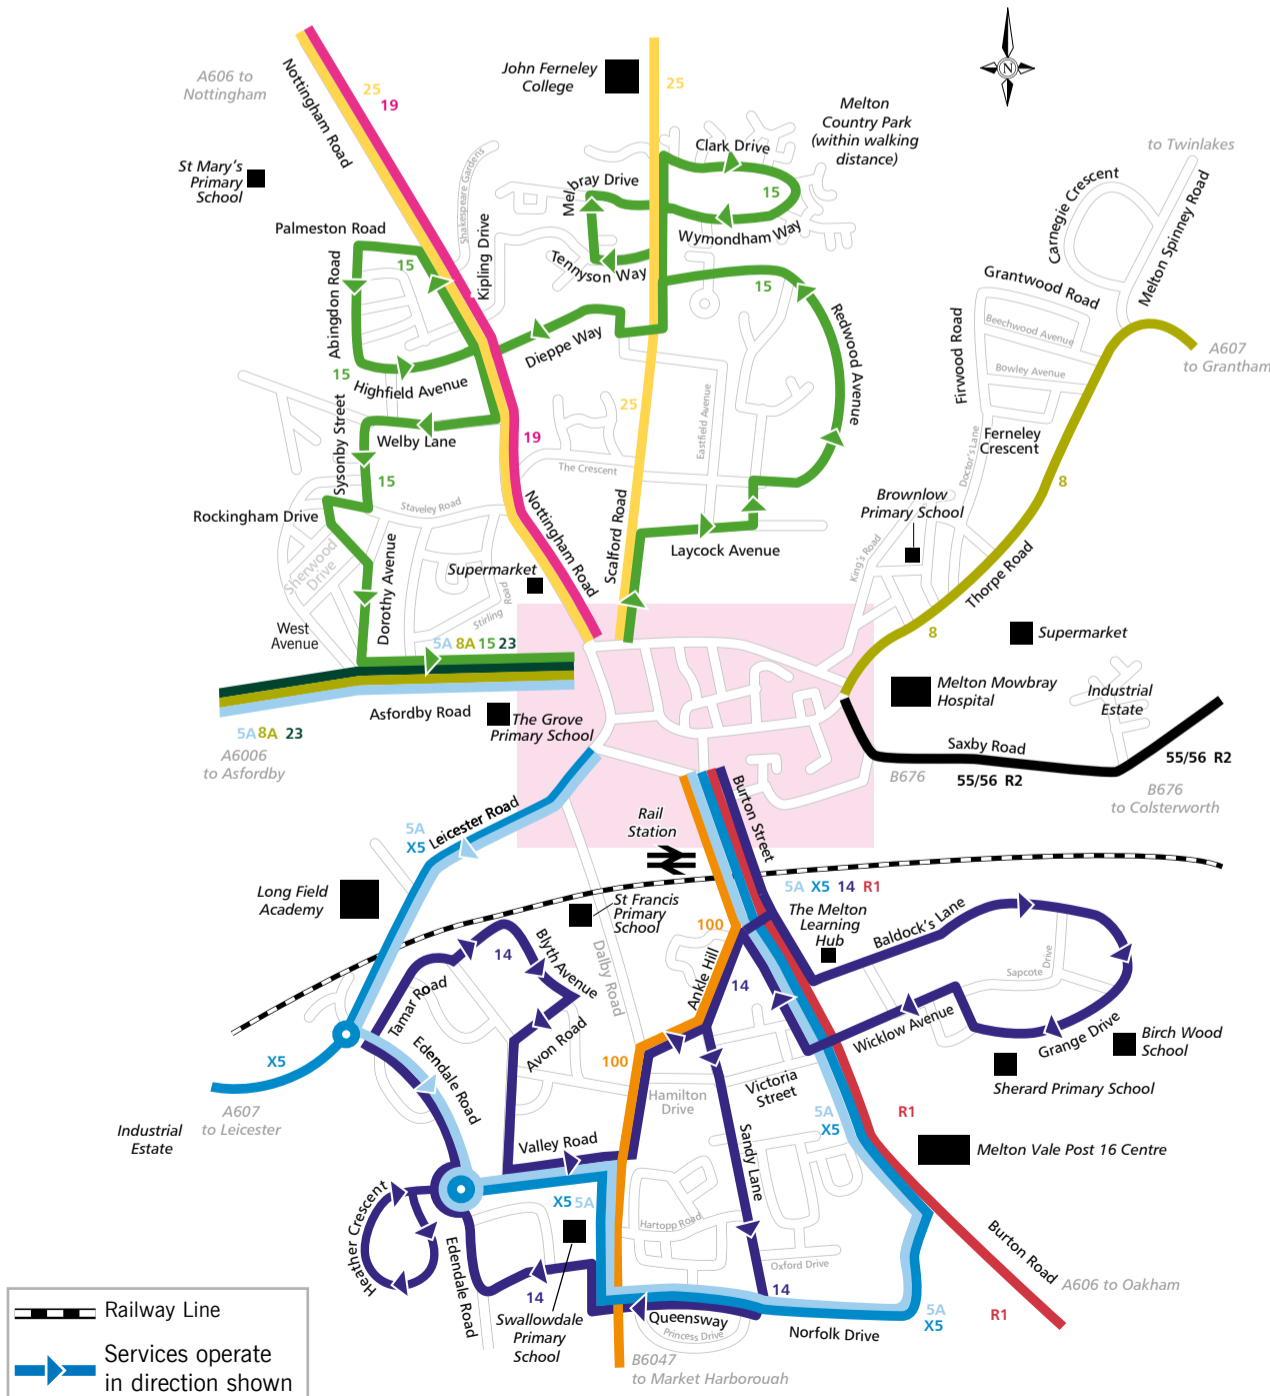 A606 to
Nottingham
Nottingham Road
25
19
John Ferneley
College
25
N
Melton
Country Park
(within walking
distance)
to Twinlakes
St Mary's
Primary
School
Shakespeare Gardens
Clark Drive
15
Melbray Drive
Wymondham Way
Carnegie Crescent
Melton Spinney Road
Palmeston Road
15
Kipling Drive
Tennyson Way
Abingdon Road
15
Grantwood Road
Dieppe Way
Redwood Avenue
Firwood Road
Beechwood Avenue
Bowley Avenue
A607
to Grantham
15
Highfield Avenue
25
Eastfield Avenue
Sysonby Street
Welby Lane
19
Ferneley
Crescent
Doctor's Lane
The Crescent
15
8
Staveley Road
Nottingham Road
Scalford Road
Brownlow
Primary School
Rockingham Drive
Sherwood
Drive
Dorothy Avenue
Supermarket
Laycock Avenue
King's Road
Thorpe Road
Stirling
Road
West
Avenue
5A 8A 15 23
8
Supermarket
Melton Mowbray
Hospital
Industrial
Estate
Asfordby Road
The Grove
Primary School
5A 8A 23
A6006
to Asfordby
Saxby Road
B676
55/56 R2
55/56 R2
B676
to Colsterworth
Leicester Road
5A
X5
Rail
Station
Burton Street
5A X5 14 R1
Long Field
Academy
St Francis
Primary
School
100
The Melton
Learning
Hub
Baldock's Lane
14
Blyth Avenue
Dalby Road
Ankle Hill
14
Sapcote
Drive
Tamar Road
Avon Road
Edendale Road
Wicklow Avenue
Grange Drive
Birch Wood
School
X5
100
Sherard Primary School
A607
to Leicester
Hamilton
Drive
Victoria
Street
5A
X5
R1
Industrial
Estate
Valley Road
Sandy Lane
Melton Vale Post 16 Centre
X5 5A
Heather Crescent
Hartopp Road
Edendale Road
Oxford Drive
Burton Road
A606 to Oakham
14
14
5A
X5
R1
Swallowdale
Primary
School
Queensway
Princess Drive
Norfolk Drive
B6047
to Market Harborough
Railway Line
Services operate
in direction shown